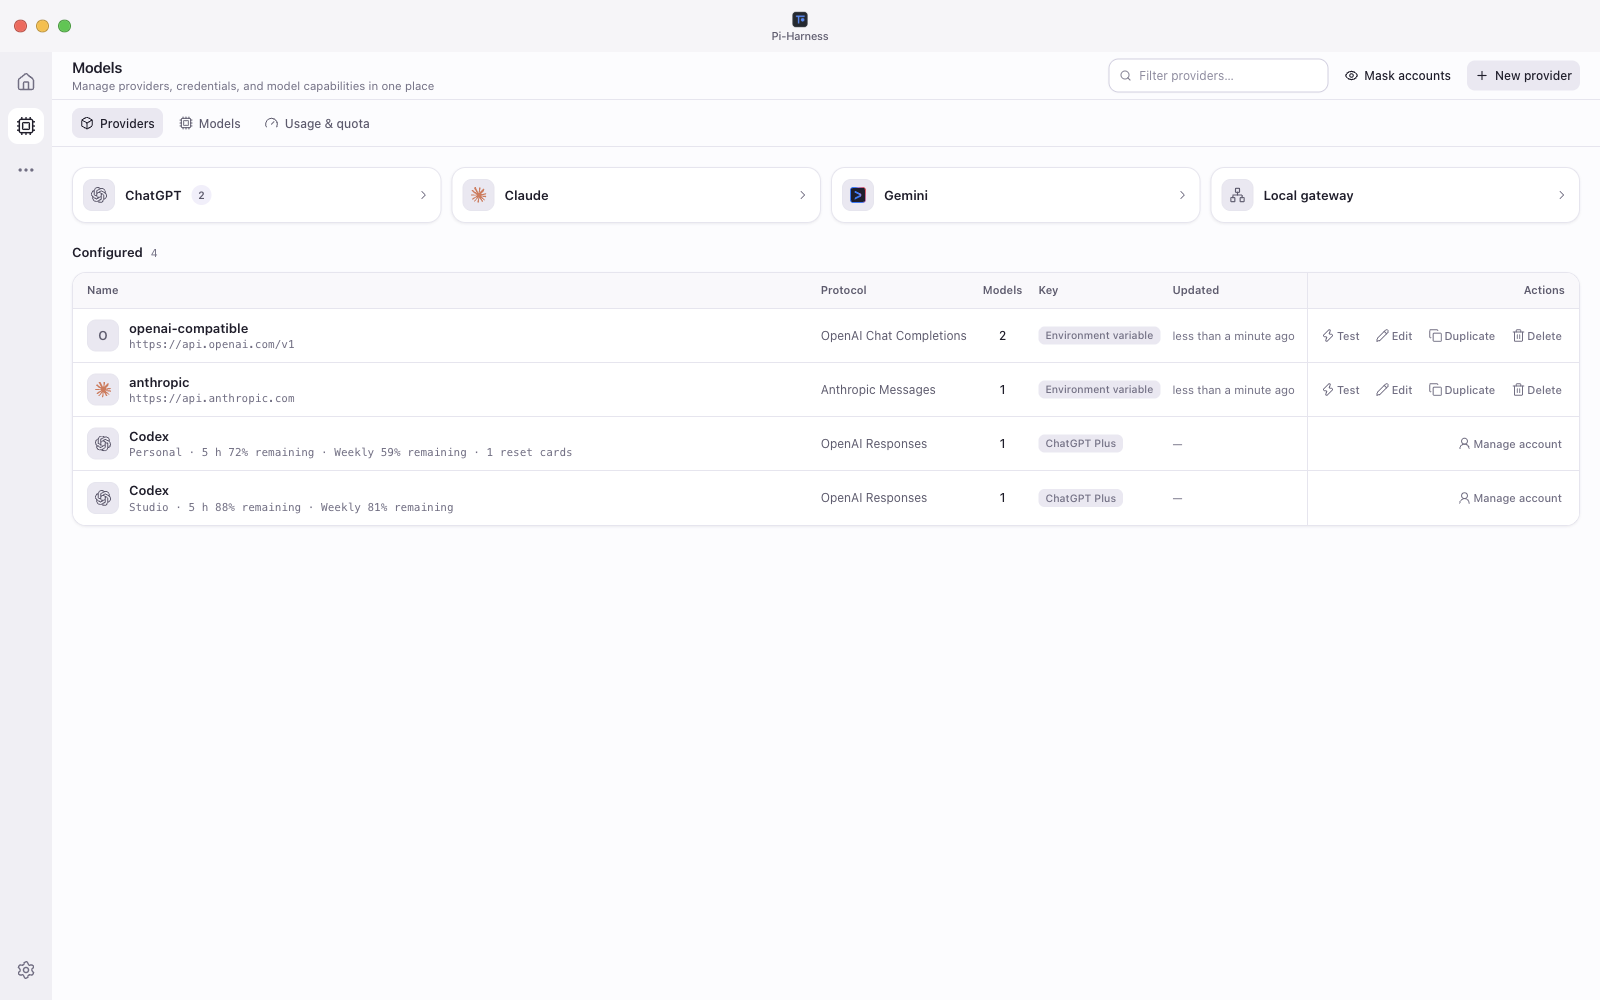 Pi-Harness
Models
Manage providers, credentials, and model capabilities in one place
Filter providers...
Mask accounts
New provider
Providers
Models
Usage & quota
ChatGPT 2
Claude
Gemini
Local gateway
Configured 4
Name Protocol Models Key Updated Actions
openai-compatible
https://api.openai.com/v1
OpenAI Chat Completions 2 Environment variable less than a minute ago Test Edit Duplicate Delete
anthropic
https://api.anthropic.com
Anthropic Messages 1 Environment variable less than a minute ago Test Edit Duplicate Delete
Codex
Personal · 5 h 72% remaining · Weekly 59% remaining · 1 reset cards
OpenAI Responses 1 ChatGPT Plus — Manage account
Codex
Studio · 5 h 88% remaining · Weekly 81% remaining
OpenAI Responses 1 ChatGPT Plus — Manage account